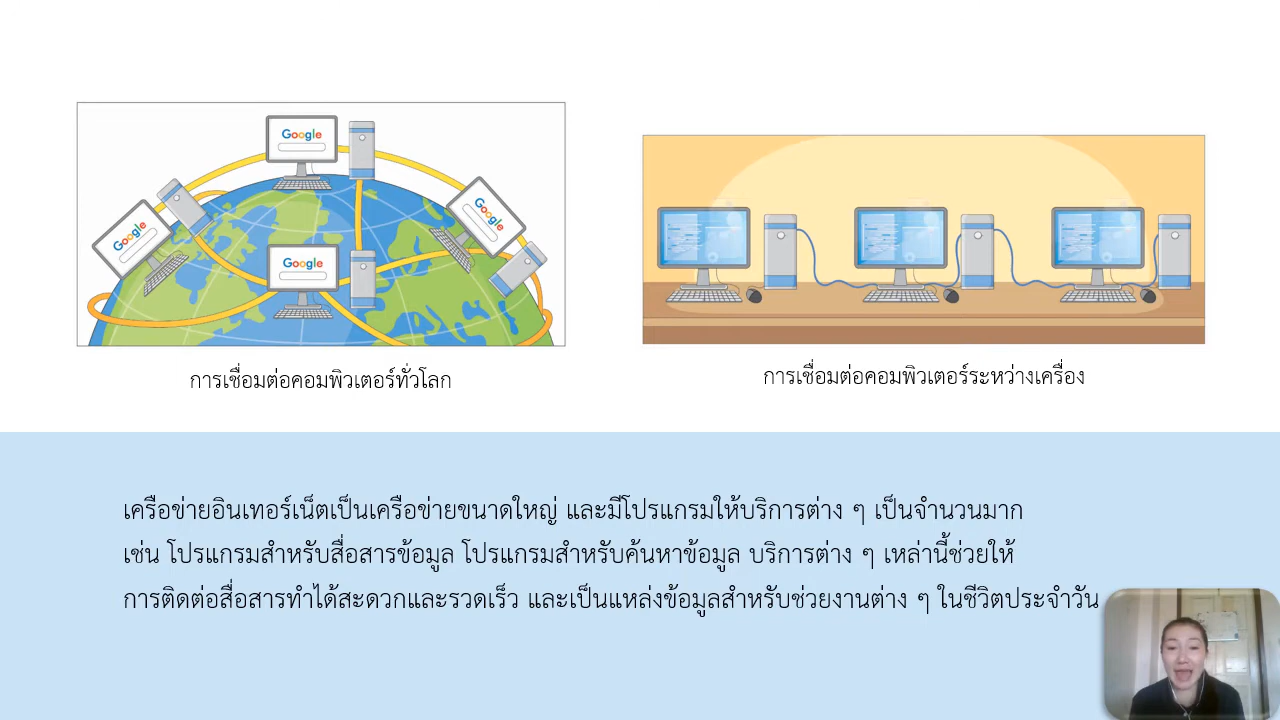 Google
Google
Google
Google
การเชื่อมต่อคอมพิวเตอร์ทั่วโลก
การเชื่อมต่อคอมพิวเตอร์ระหว่างเครื่อง
เครือข่ายอินเทอร์เน็ตเป็นเครือข่ายขนาดใหญ่ และมีโปรแกรมให้บริการต่าง ๆ เป็นจำนวนมาก
เช่น โปรแกรมสำหรับสื่อสารข้อมูล โปรแกรมสำหรับค้นหาข้อมูล บริการต่าง ๆ เหล่านี้ช่วยให้
การติดต่อสื่อสารทำได้สะดวกและรวดเร็ว และเป็นแหล่งข้อมูลสำหรับช่วยงานต่าง ๆ ในชีวิตประจำวัน